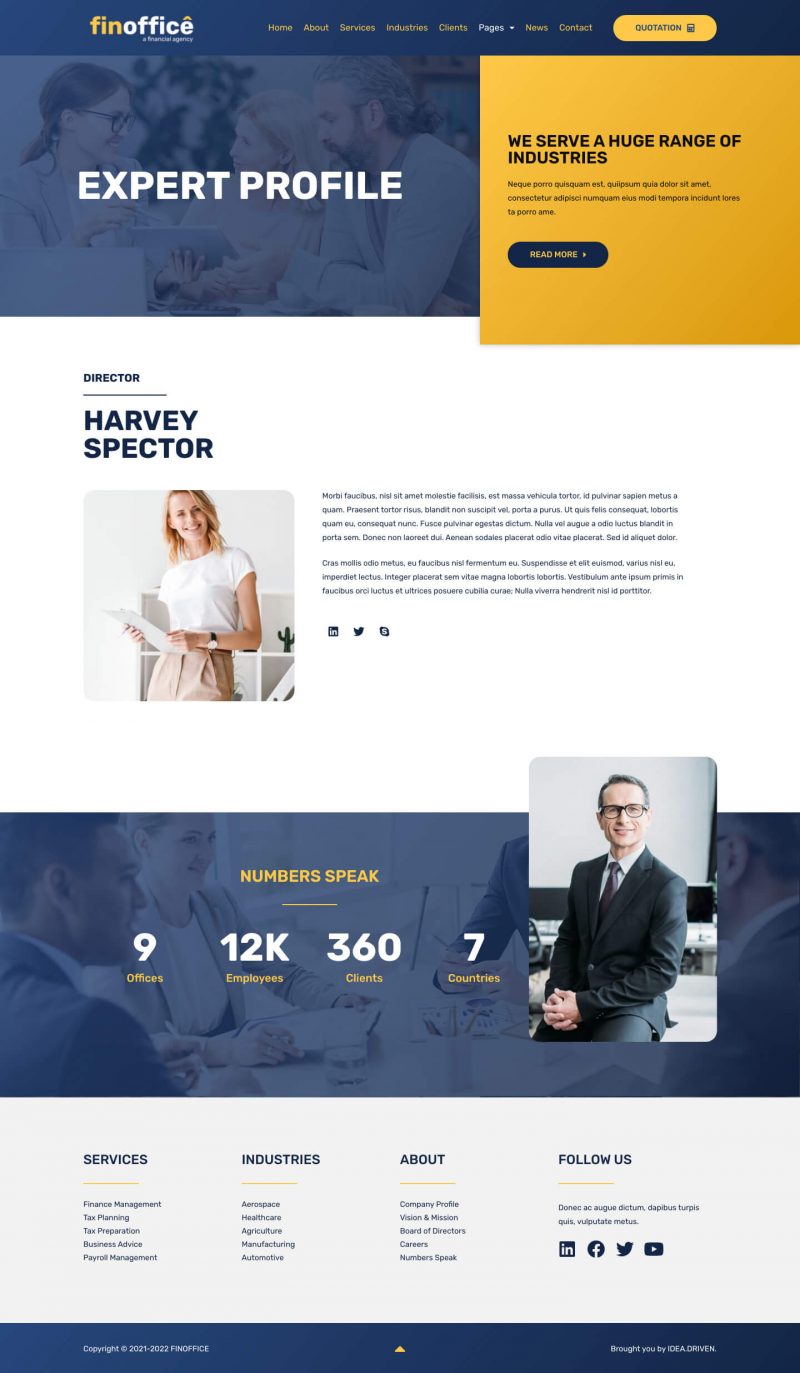 finofficê
a financial agency
Home About Services Industries Clients Pages News Contact QUOTATION
EXPERT PROFILE
WE SERVE A HUGE RANGE OF
INDUSTRIES
Neque porro quisquam est, quiipsum quia dolor sit amet,
consectetur adipisci numquam eius modi tempora incidunt lores
ta porro ame.
READ MORE
DIRECTOR
HARVEY
SPECTOR
Morbi faucibus, nisl sit amet molestie facilisis, est massa vehicula tortor, id pulvinar sapien metus a
quam. Praesent tortor risus, blandit non suscipit vel, porta a purus. Ut quis felis consequat, lobortis
quam eu, consequat nunc. Fusce pulvinar egestas dictum. Nulla vel augue a odio luctus blandit in
porta sem. Donec non laoreet dui. Aenean sodales placerat odio vitae placerat. Sed id aliquet dolor.
Cras mollis odio metus, eu faucibus nisl fermentum eu. Suspendisse et elit euismod, varius nisl eu,
imperdiet lectus. Integer placerat sem vitae magna lobortis lobortis. Vestibulum ante ipsum primis in
faucibus orci luctus et ultrices posuere cubilia curae; Nulla viverra hendrerit nisl id porttitor.
NUMBERS SPEAK
9 12K 360 7
Offices Employees Clients Countries
SERVICES
Finance Management
Tax Planning
Tax Preparation
Business Advice
Payroll Management
INDUSTRIES
Aerospace
Healthcare
Agriculture
Manufacturing
Automotive
ABOUT
Company Profile
Vision & Mission
Board of Directors
Careers
Numbers Speak
FOLLOW US
Donec ac augue dictum, dapibus turpis
quis, vulputate metus.
Copyright © 2021-2022 FINOFFICE
Brought you by IDEA.DRIVEN.